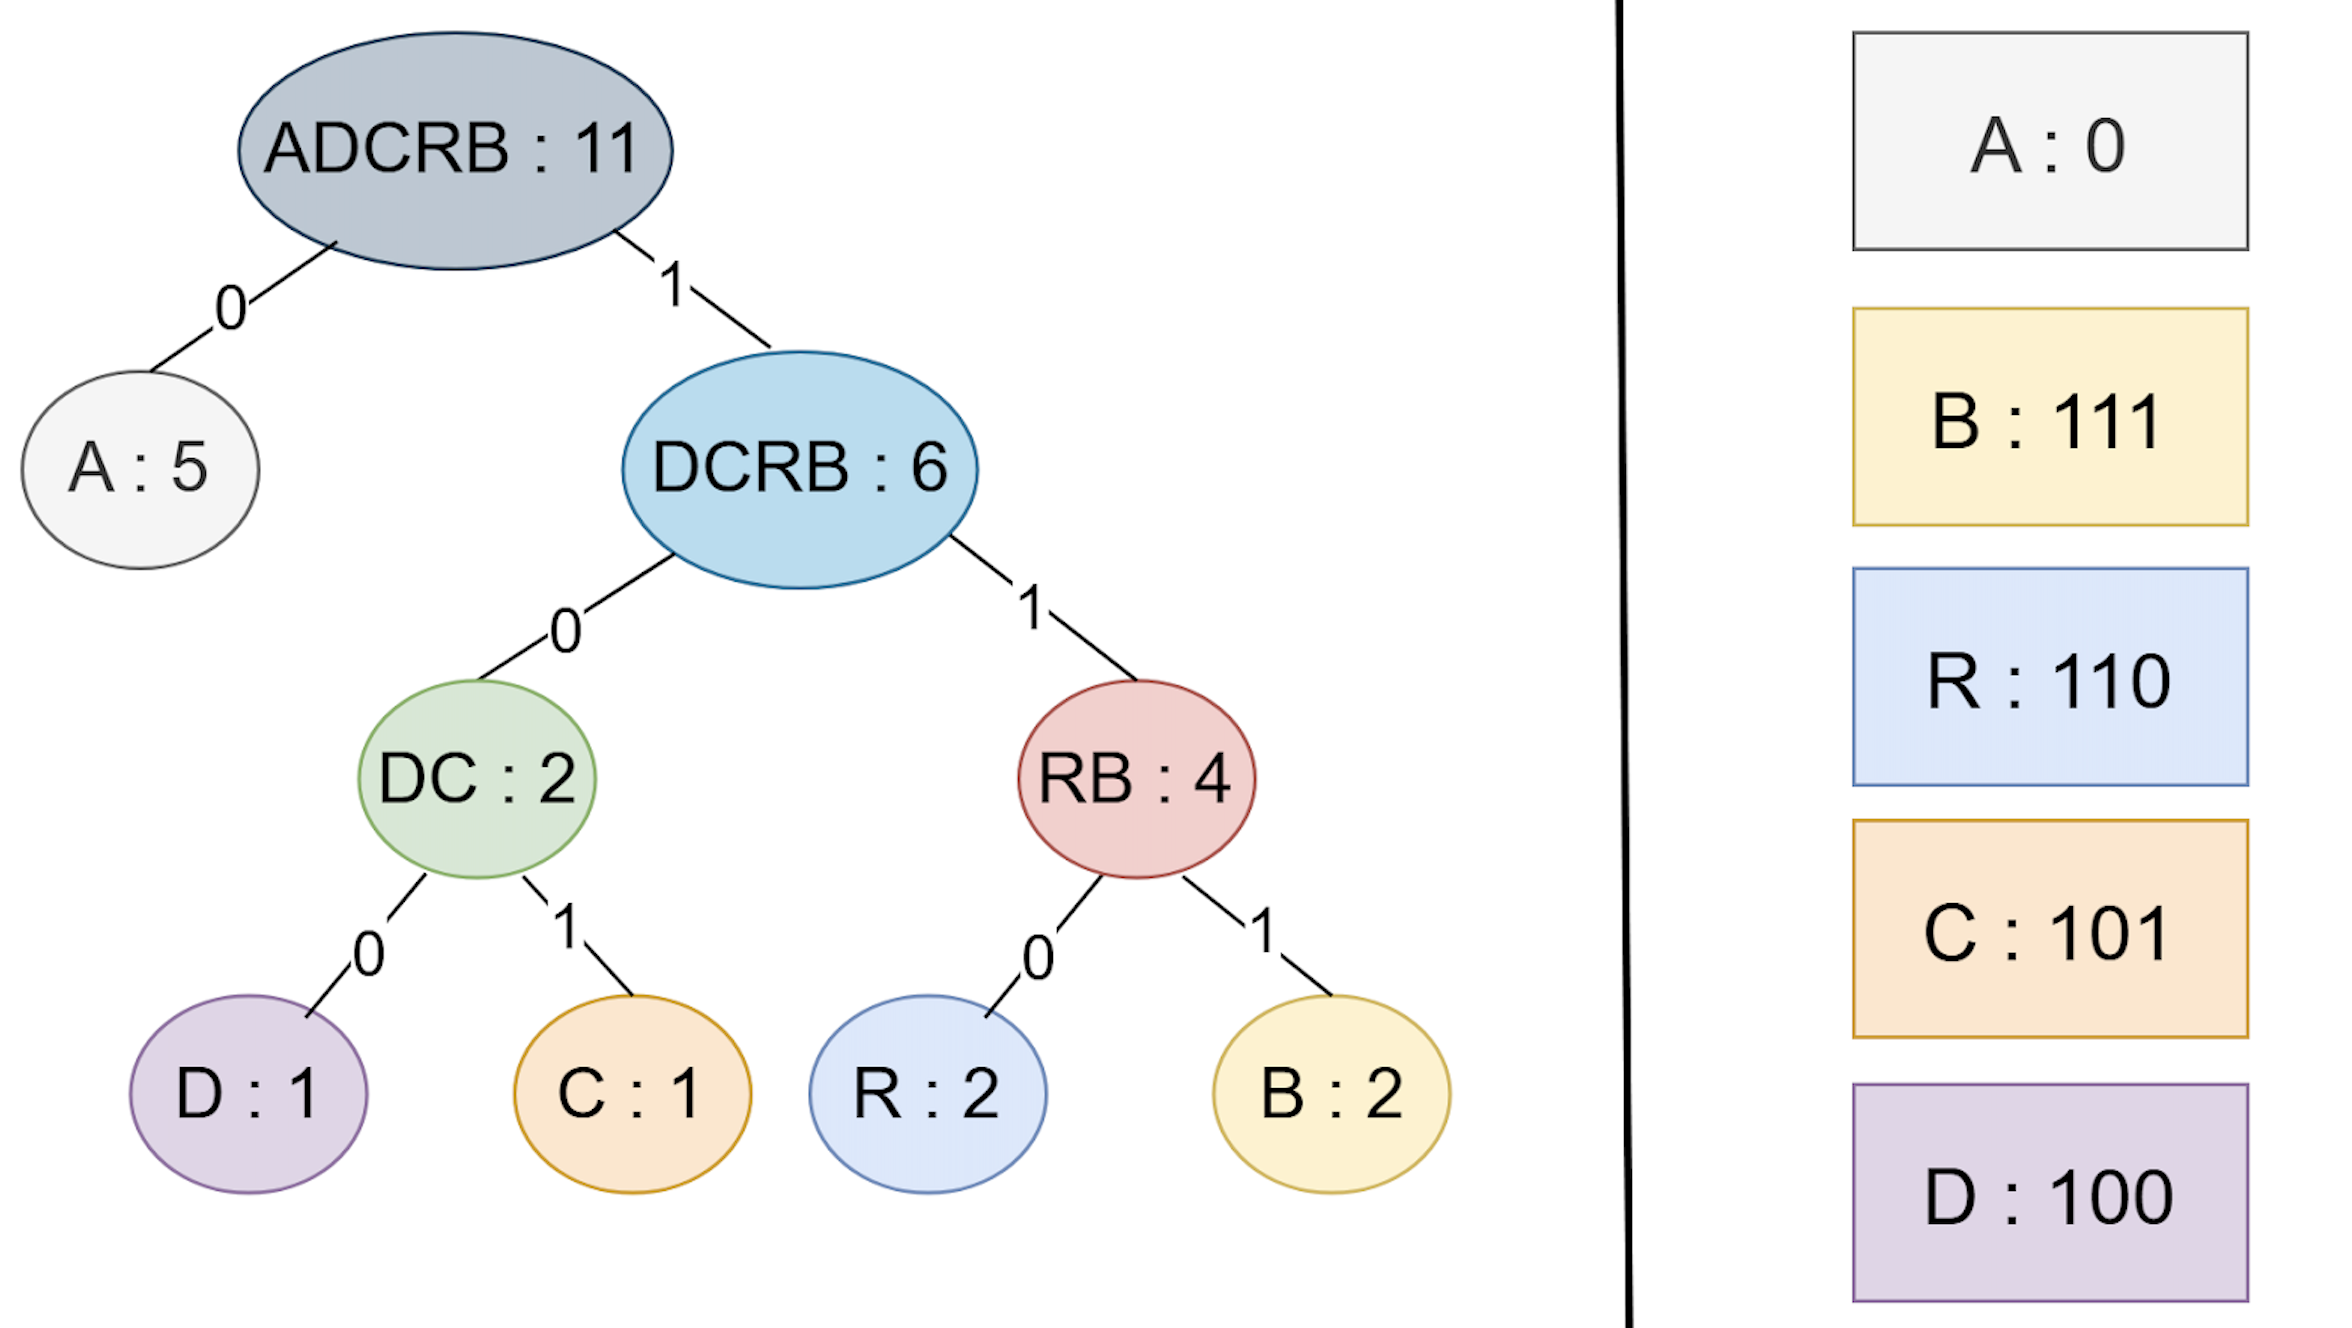 ADCRB : 11
0
1
A : 5
DCRB : 6
0
1
DC : 2
RB : 4
0
1
0
1
D : 1
C : 1
R : 2
B : 2
A : 0
B : 111
R : 110
C : 101
D : 100